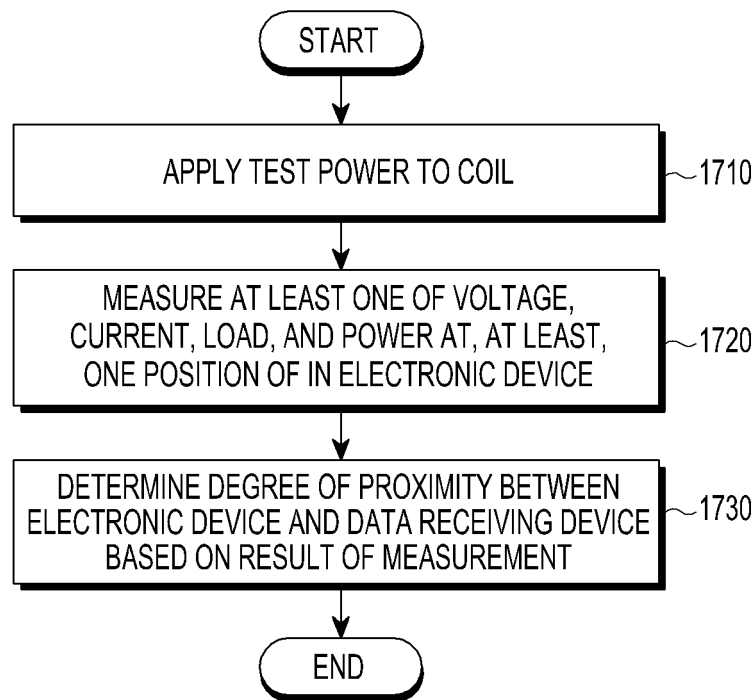 START
APPLY TEST POWER TO COIL
1710
MEASURE AT LEAST ONE OF VOLTAGE,
CURRENT, LOAD, AND POWER AT, AT LEAST,
ONE POSITION OF IN ELECTRONIC DEVICE
1720
DETERMINE DEGREE OF PROXIMITY BETWEEN
ELECTRONIC DEVICE AND DATA RECEIVING DEVICE
BASED ON RESULT OF MEASUREMENT
1730
END